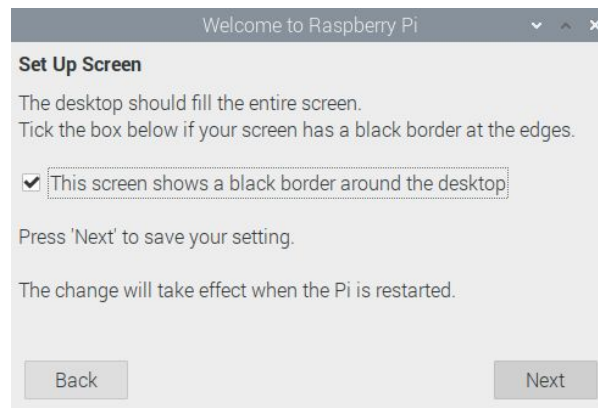 Welcome to Raspberry Pi
Set Up Screen
The desktop should fill the entire screen.
Tick the box below if your screen has a black border at the edges.
This screen shows a black border around the desktop
Press 'Next' to save your setting.
The change will take effect when the Pi is restarted.
Back
Next